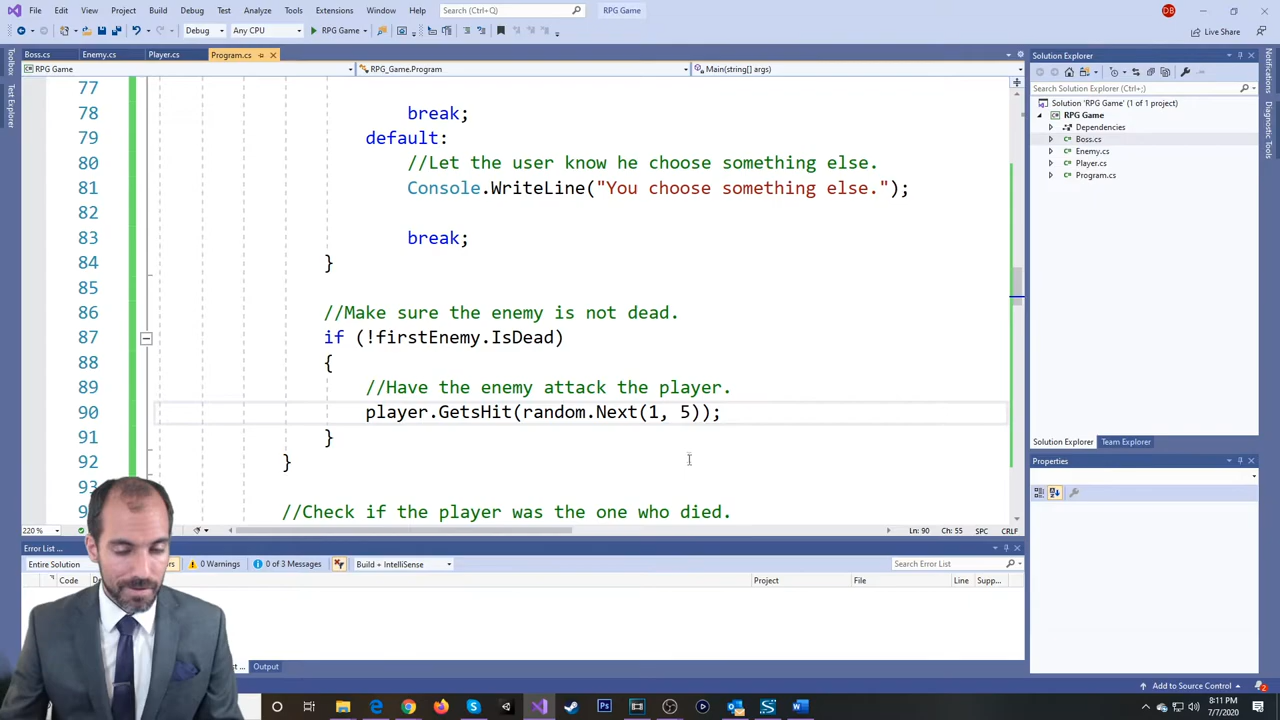 File Edit View Project Build Debug Test Analyze Tools Extensions Window Help Search (Ctrl+Q) RPG Game DB
Debug Any CPU RPG Game Live Share
Boss.cs Enemy.cs Player.cs Program.cs
RPG Game RPG_Game.Program Main(string[] args)
Toolbox
Test Explorer
77
78 break;
79 default:
80 //Let the user know he choose something else.
81 Console.WriteLine("You choose something else.");
82
83 break;
84 }
85
86 //Make sure the enemy is not dead.
87 if (!firstEnemy.IsDead)
88 {
89 //Have the enemy attack the player.
90 player.GetsHit(random.Next(1, 5));
91 }
92 }
93
//Check if the player was the one who died.
220 % Ln: 90 Ch: 55 SPC CRLF
Error List ...
Entire Solution 0 Warnings 0 of 3 Messages Build + IntelliSense Search Error List
Code Project File Line Supp...
Output
Solution Explorer
Search Solution Explorer (Ctrl+;)
Solution 'RPG Game' (1 of 1 project)
RPG Game
Dependencies
Boss.cs
Enemy.cs
Player.cs
Program.cs
Solution Explorer Team Explorer
Properties
Notifications
Diagnostic Tools
Add to Source Control 2
8:11 PM
7/7/2020